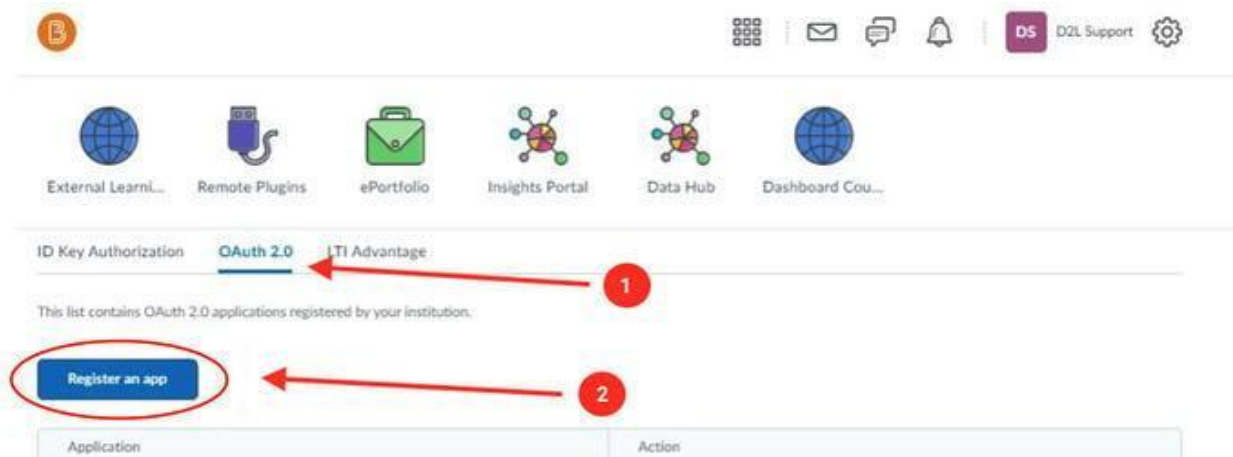 B
DS D2L Support
External Learni... Remote Plugins ePortfolio Insights Portal Data Hub Dashboard Cou...
ID Key Authorization OAuth 2.0 LTI Advantage
1
This list contains OAuth 2.0 applications registered by your institution.
Register an app
2
Application Action